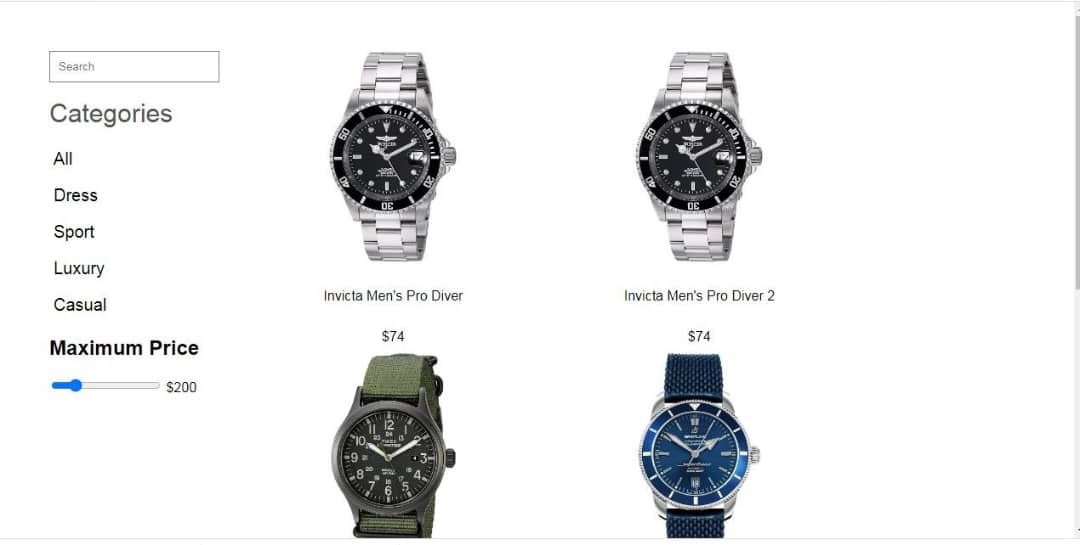 Search
Categories
All
Dress
Sport
Luxury
Casual
Maximum Price
$200
Invicta Men's Pro Diver
$74
Invicta Men's Pro Diver 2
$74